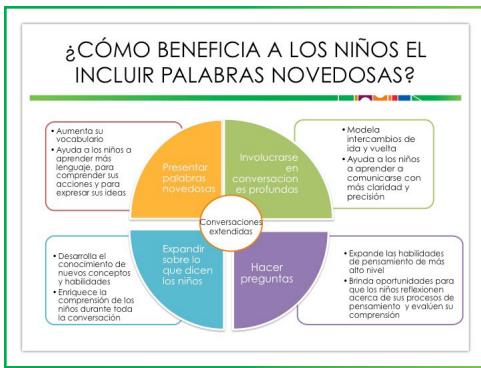 ¿CÓMO BENEFICIA A LOS NIÑOS EL
INCLUIR PALABRAS NOVEDOSAS?
• Aumenta su
vocabulario
• Ayuda a los niños a
aprender más
lenguaje, para
comprender sus
acciones y para
expresar sus ideas
Presentar
palabras
novedosas
Involucrarse
en
conversacion
es profundas
• Modela
intercambios de
ida y vuelta
• Ayuda a los niños
a aprender a
comunicarse con
más claridad y
precisión
Conversaciones
extendidas
• Desarrolla el
conocimiento de
nuevos conceptos
y habilidades
• Enriquece la
comprensión de los
niños durante toda
la conversación
Expandir
sobre lo
que dicen
los niños
Hacer
preguntas
• Expande las habilidades
de pensamiento de más
alto nivel
• Brinda oportunidades para
que los niños reflexionen
acerca de sus procesos de
pensamiento y evalúen su
comprensión